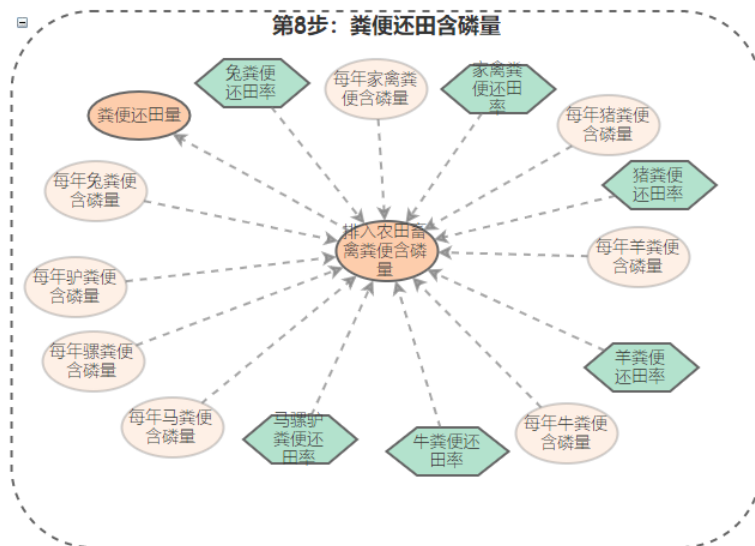 第8步：粪便还田含磷量
兔粪便
还田率
每年家禽粪
便含磷量
家禽粪
便还田
率
粪便还田量
每年猪粪便
含磷量
每年兔粪便
含磷量
猪粪便
还田率
排入农田畜
禽粪便含磷
量
每年羊粪便
含磷量
每年驴粪便
含磷量
每年骡粪便
含磷量
羊粪便
还田率
每年马粪便
含磷量
马骡驴
粪便还
田率
牛粪便还
田率
每年牛粪便
含磷量